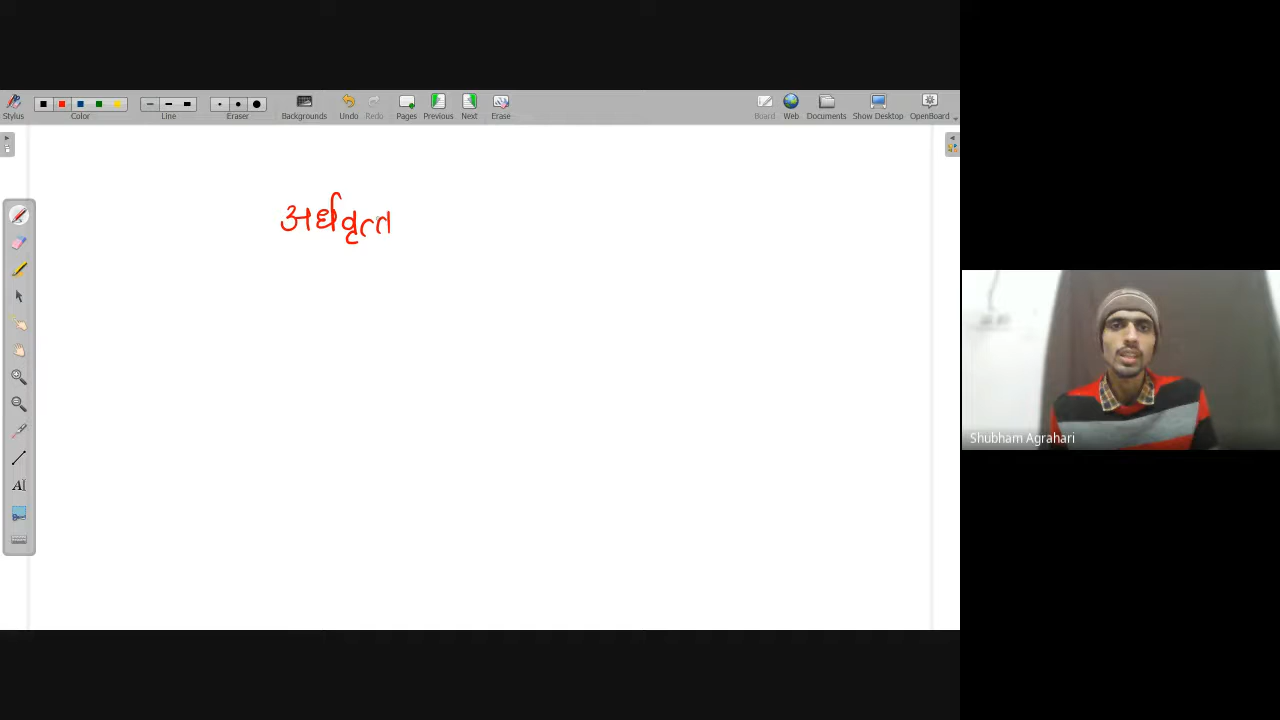 Stylus
Color
Line
Eraser
Backgrounds
Undo
Redo
Pages
Previous
Next
Erase
Board
Web
Documents
Show Desktop
OpenBoard
अर्धवृत्त
AI
Shubham Agrahari